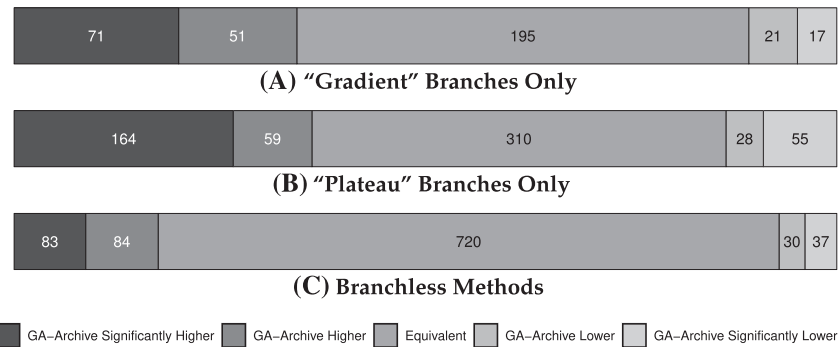 71 51 195 21 17
(A) “Gradient” Branches Only
164 59 310 28 55
(B) “Plateau” Branches Only
83 84 720 30 37
(C) Branchless Methods
GA−Archive Significantly Higher GA−Archive Higher Equivalent GA−Archive Lower GA−Archive Significantly Lower